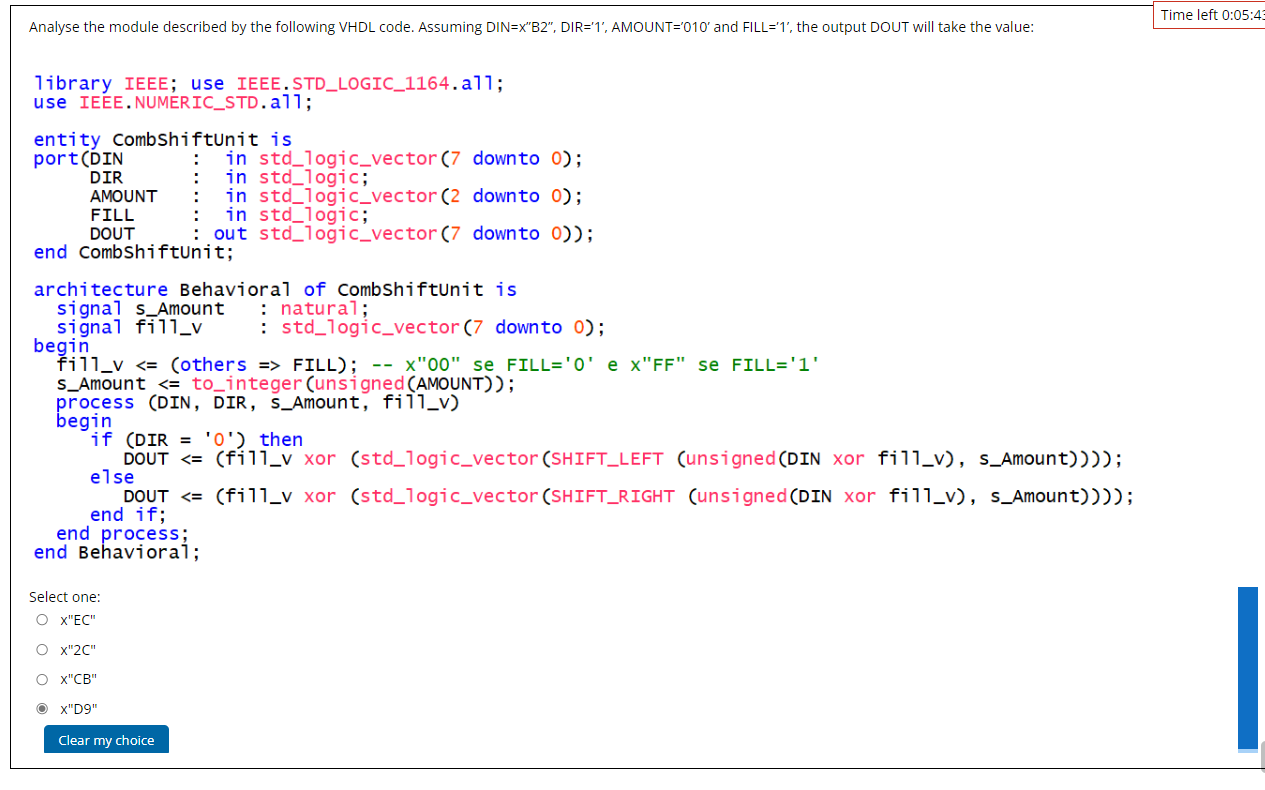 Time left 0:05:43
Analyse the module described by the following VHDL code. Assuming DIN=x"B2", DIR='1', AMOUNT='010' and FILL='1', the output DOUT will take the value:
library IEEE; use IEEE.STD_LOGIC_1164.all;
use IEEE.NUMERIC_STD.all;
entity CombShiftUnit is
port(DIN : in std_logic_vector(7 downto 0);
DIR : in std_logic;
AMOUNT : in std_logic_vector(2 downto 0);
FILL : in std_logic;
DOUT : out std_logic_vector(7 downto 0));
end CombShiftUnit;
architecture Behavioral of CombShiftUnit is
signal s_Amount : natural;
signal fill_v : std_logic_vector(7 downto 0);
begin
fill_v <= (others => FILL); -- x"00" se FILL='0' e x"FF" se FILL='1'
s_Amount <= to_integer(unsigned(AMOUNT));
process (DIN, DIR, s_Amount, fill_v)
begin
if (DIR = '0') then
DOUT <= (fill_v xor (std_logic_vector(SHIFT_LEFT (unsigned(DIN xor fill_v), s_Amount))));
else
DOUT <= (fill_v xor (std_logic_vector(SHIFT_RIGHT (unsigned(DIN xor fill_v), s_Amount))));
end if;
end process;
end Behavioral;
Select one:
x"EC"
x"2C"
x"CB"
x"D9"
Clear my choice